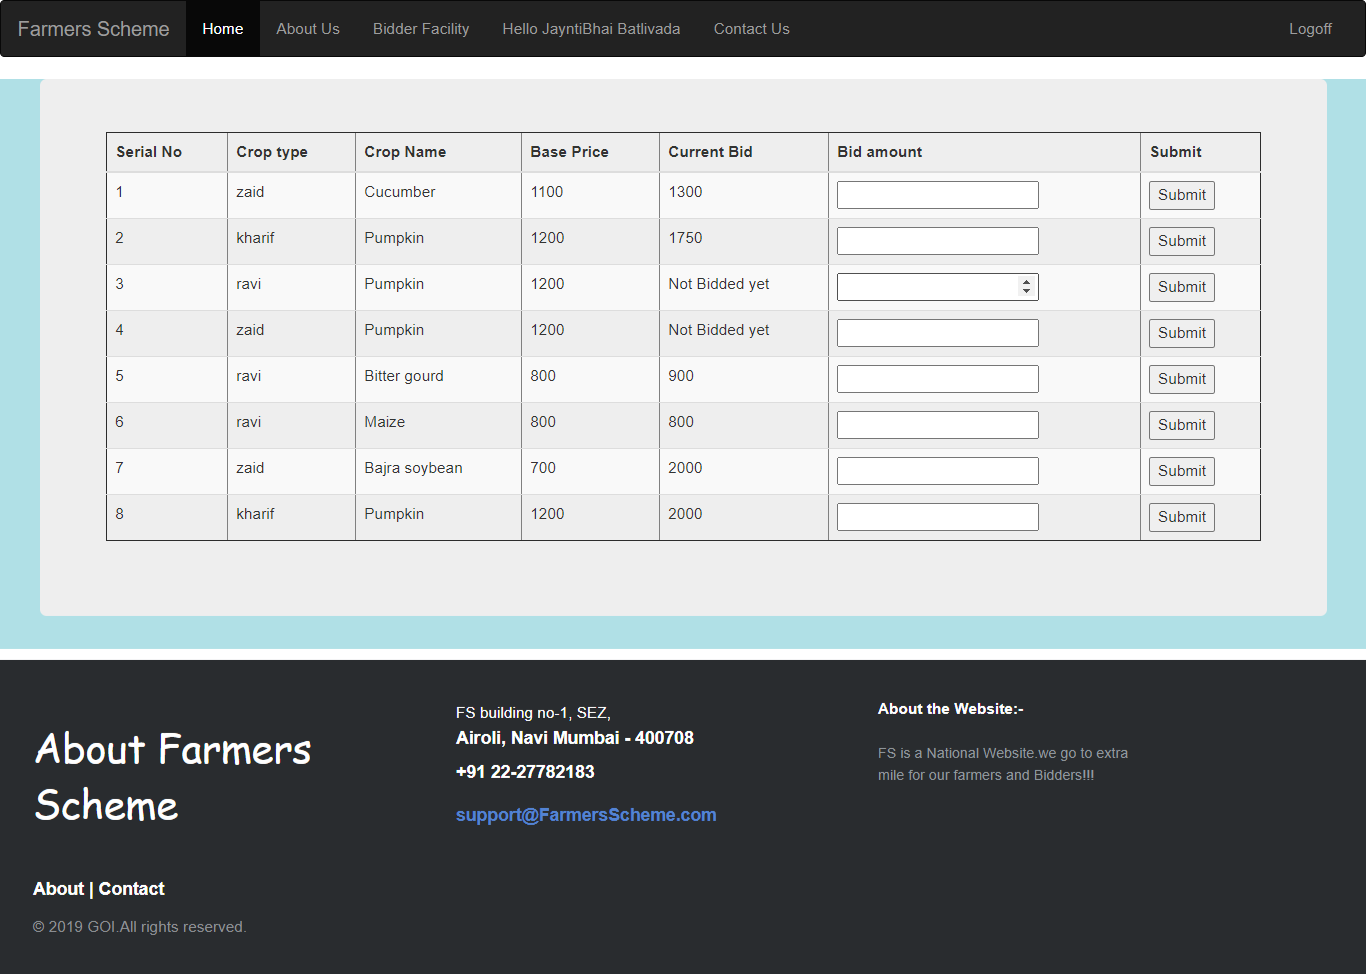 Farmers Scheme Home About Us Bidder Facility Hello JayntiBhai Batlivada Contact Us Logoff
Serial No Crop type Crop Name Base Price Current Bid Bid amount Submit
1 zaid Cucumber 1100 1300 Submit
2 kharif Pumpkin 1200 1750 Submit
3 ravi Pumpkin 1200 Not Bidded yet Submit
4 zaid Pumpkin 1200 Not Bidded yet Submit
5 ravi Bitter gourd 800 900 Submit
6 ravi Maize 800 800 Submit
7 zaid Bajra soybean 700 2000 Submit
8 kharif Pumpkin 1200 2000 Submit
About Farmers
Scheme
About | Contact
© 2019 GOI.All rights reserved.
FS building no-1, SEZ,
Airoli, Navi Mumbai - 400708
+91 22-27782183
support@FarmersScheme.com
About the Website:-
FS is a National Website.we go to extra
mile for our farmers and Bidders!!!